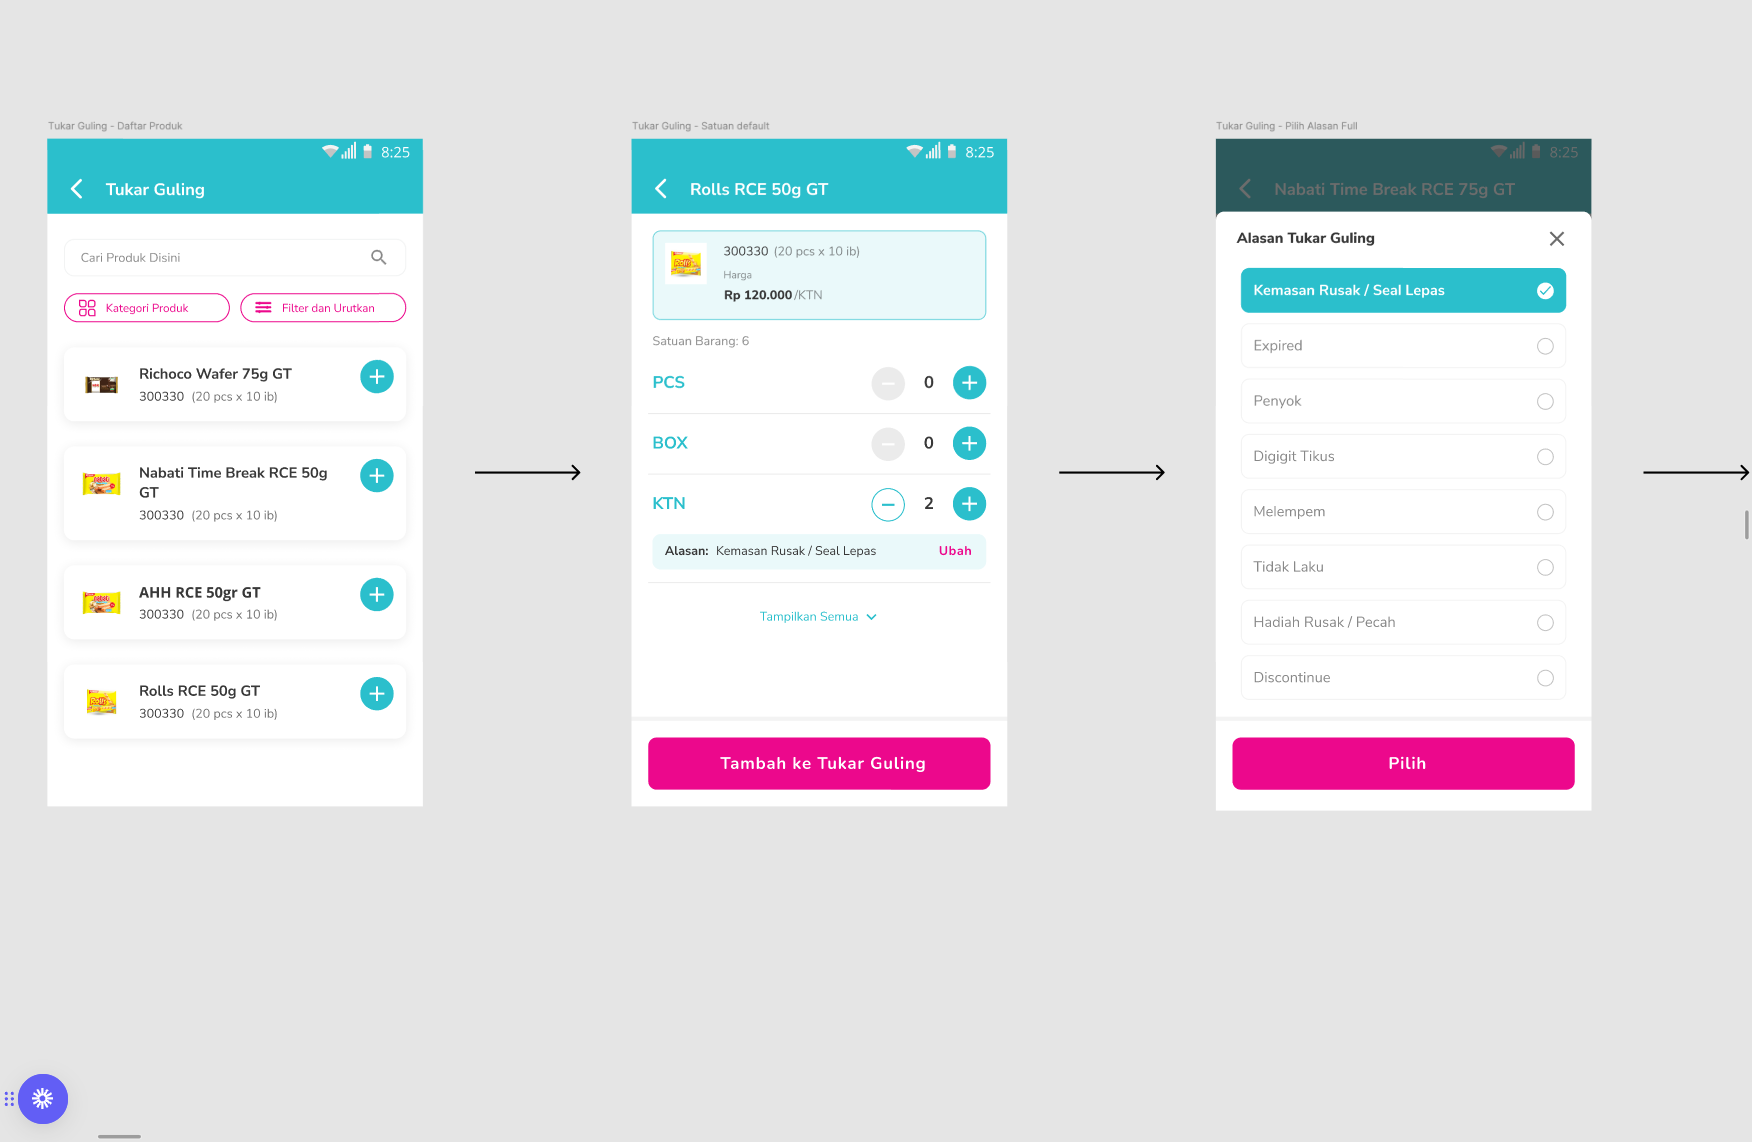 Tukar Guling - Daftar Produk
8:25
Tukar Guling
Cari Produk Disini
Kategori Produk
Filter dan Urutkan
Richoco Wafer 75g GT
300330 (20 pcs x 10 ib)
Nabati Time Break RCE 50g
GT
300330 (20 pcs x 10 ib)
AHH RCE 50gr GT
300330 (20 pcs x 10 ib)
Rolls RCE 50g GT
300330 (20 pcs x 10 ib)
Tukar Guling - Satuan default
8:25
Rolls RCE 50g GT
300330 (20 pcs x 10 ib)
Harga
Rp 120.000/KTN
Satuan Barang: 6
PCS
0
BOX
0
KTN
2
Alasan: Kemasan Rusak / Seal Lepas
Ubah
Tampilkan Semua
Tambah ke Tukar Guling
Tukar Guling - Pilih Alasan Full
8:25
Nabati Time Break RCE 75g GT
Alasan Tukar Guling
Kemasan Rusak / Seal Lepas
Expired
Penyok
Digigit Tikus
Melempem
Tidak Laku
Hadiah Rusak / Pecah
Discontinue
Pilih